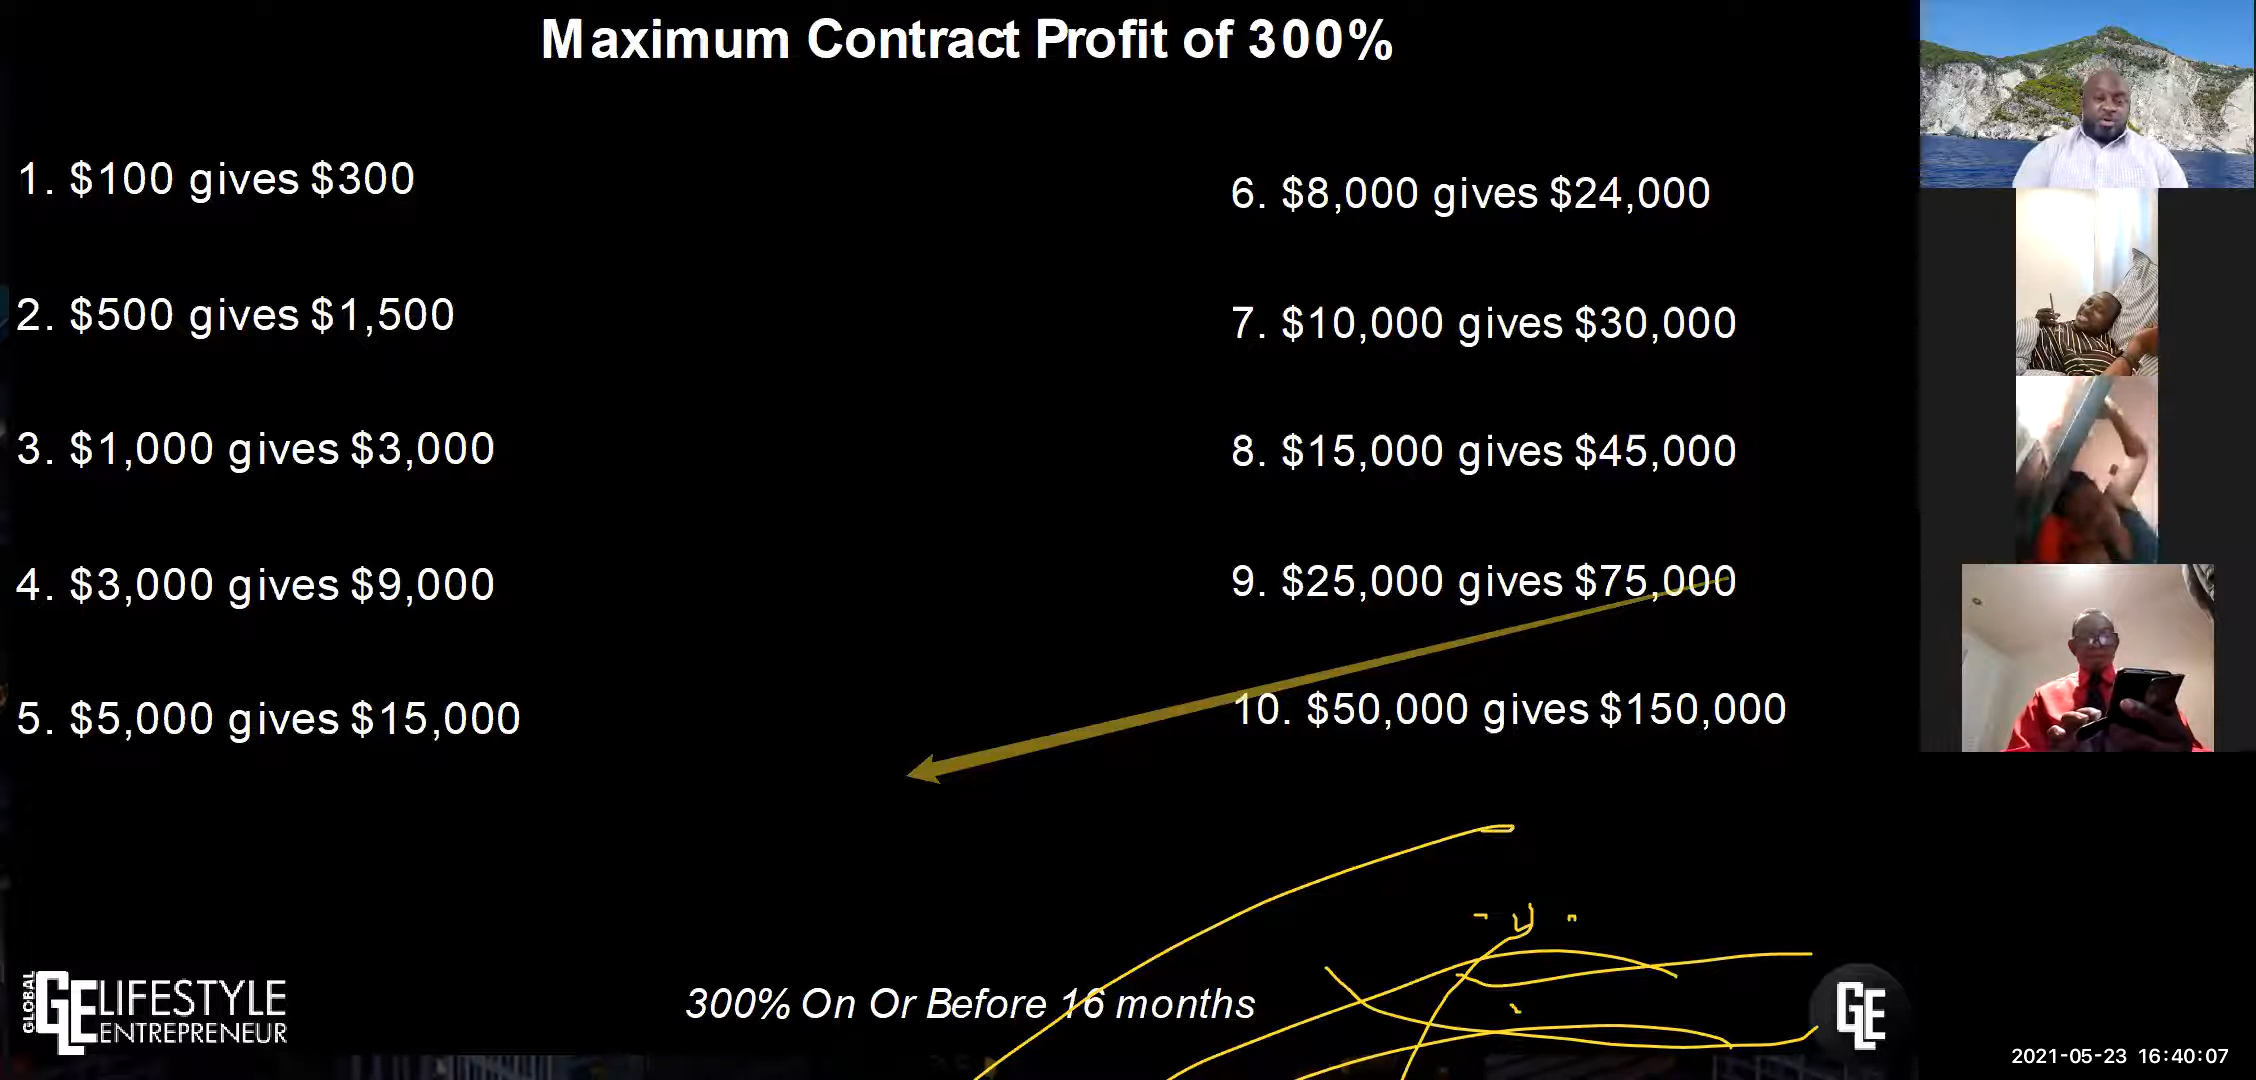 Maximum Contract Profit of 300%
1. $100 gives $300
2. $500 gives $1,500
3. $1,000 gives $3,000
4. $3,000 gives $9,000
5. $5,000 gives $15,000
6. $8,000 gives $24,000
7. $10,000 gives $30,000
8. $15,000 gives $45,000
9. $25,000 gives $75,000
10. $50,000 gives $150,000
300% On Or Before 16 months
GLOBAL
GLE LIFESTYLE
ENTREPRENEUR
GLE
2021-05-23 16:40:07